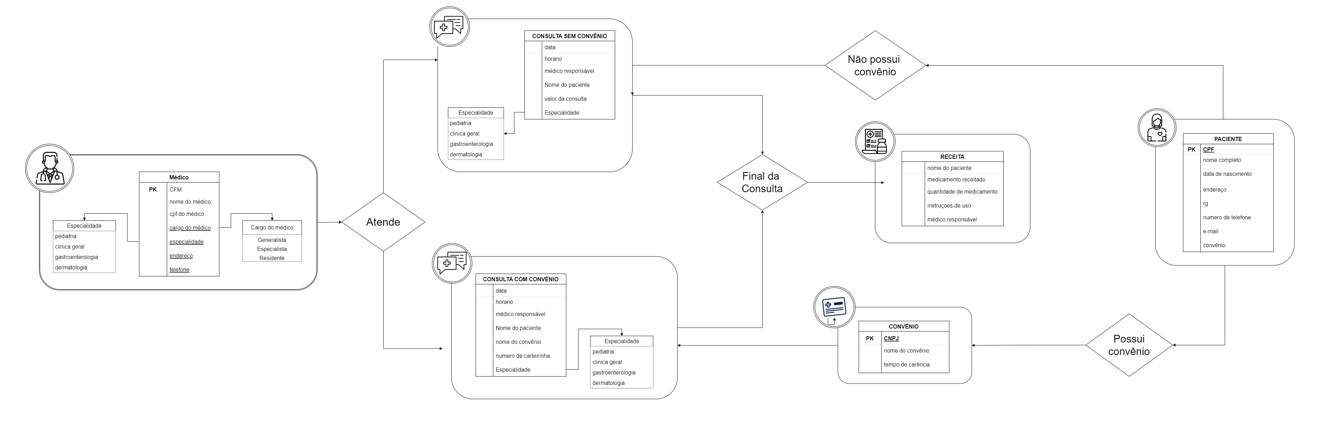 CONSULTA SEM CONVÊNIO
data
horario
médico responsável
Nome do paciente
valor da consulta
Especialidade
Especialidade
pediatria
clinica geral
gastroenterologia
dermatologia
Não possui
convênio
PACIENTE
PK CPF
nome completo
data de nascimento
endereço
rg
numero de telefone
e-mail
convênio
RECEITA
nome do paciente
medicamento receitado
quantidade de medicamento
instruçoes de uso
médico responsável
Final da
Consulta
Médico
PK CFM
nome do médico
cpf do médico
cargo do médico
especialidade
endereço
telefone
Especialidade
pediatria
clinica geral
gastroenterologia
dermatologia
Cargo do médico
Generalista
Especialista
Residente
Atende
CONSULTA COM CONVÊNIO
data
horario
médico responsável
Nome do paciente
nome do convênio
numero da carteirinha
Especialidade
Especialidade
pediatria
clinica geral
gastroenterologia
dermatologia
CONVÊNIO
PK CNPJ
nome do convênio
tempo de carência
Possui
convênio